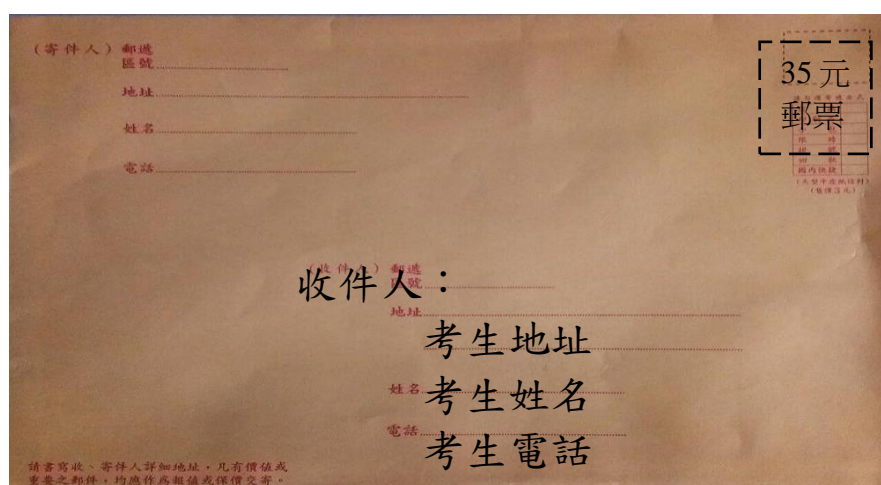 (寄件人)郵遞
區號
地址
姓名
電話
35元
郵票
國內快捷
(售價3元)
(收件人)郵遞
區號
收件人：
地址
考生地址
姓名
考生姓名
電話
考生電話
請書寫收、寄件人詳細地址，凡有價值或
重要之郵件，均應作為報值或保價交寄。